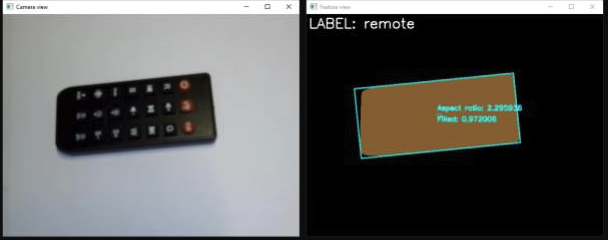 Camera view
Feature view
LABEL: remote
Aspect ratio: 2.295936
Filled: 0.972006